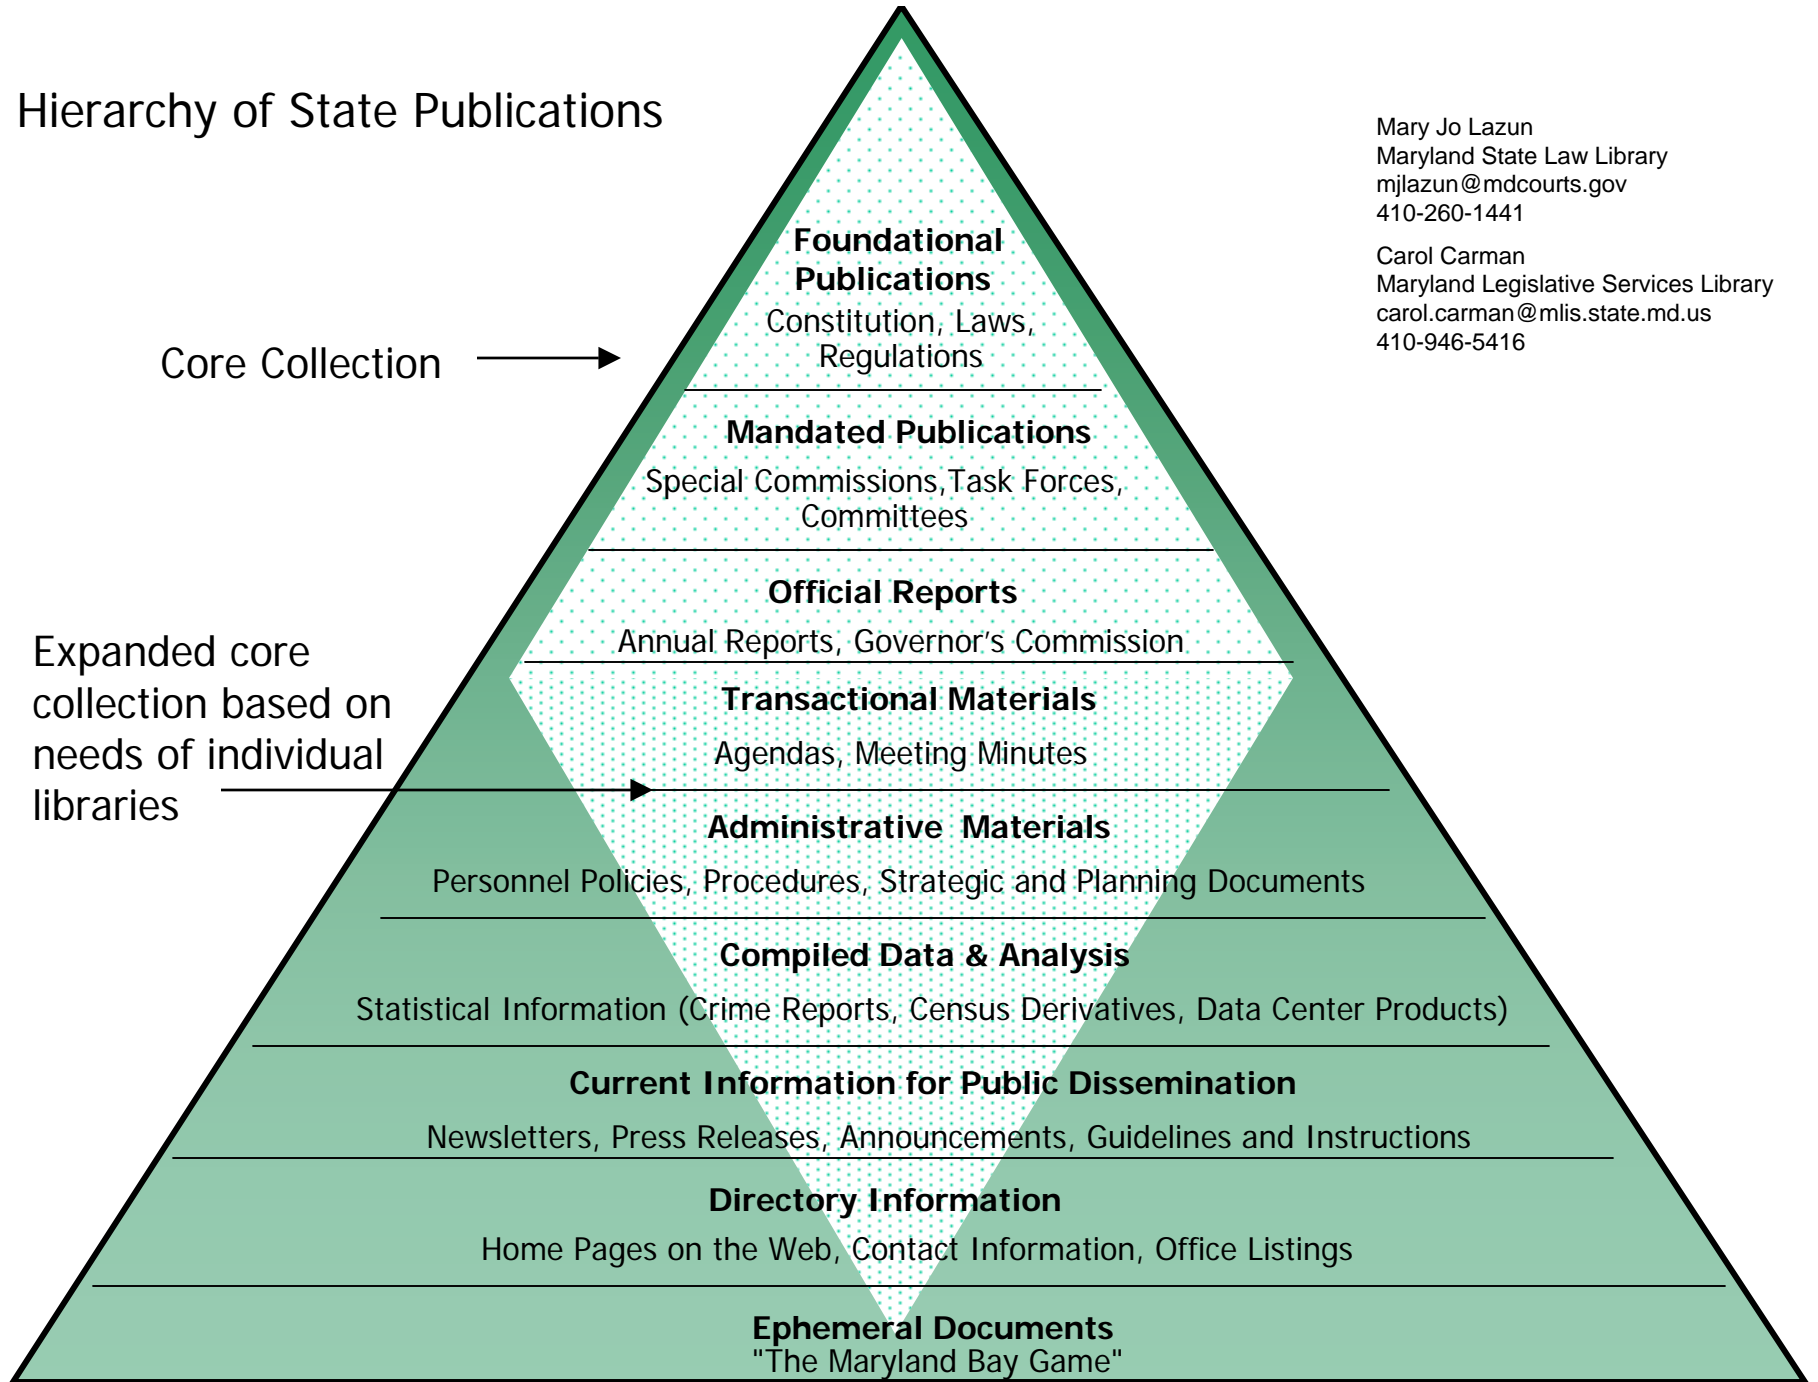 Hierarchy of State Publications
Mary Jo Lazun
Maryland State Law Library
mjlazun@mdcourts.gov
410-260-1441
Carol Carman
Maryland Legislative Services Library
carol.carman@mlis.state.md.us
410-946-5416
Core Collection
Foundational
Publications
Constitution, Laws,
Regulations
Mandated Publications
Special Commissions,Task Forces,
Committees
Official Reports
Annual Reports, Governor's Commission
Expanded core
collection based on
needs of individual
libraries
Transactional Materials
Agendas, Meeting Minutes
Administrative Materials
Personnel Policies, Procedures, Strategic and Planning Documents
Compiled Data & Analysis
Statistical Information (Crime Reports, Census Derivatives, Data Center Products)
Current Information for Public Dissemination
Newsletters, Press Releases, Announcements, Guidelines and Instructions
Directory Information
Home Pages on the Web, Contact Information, Office Listings
Ephemeral Documents
"The Maryland Bay Game"